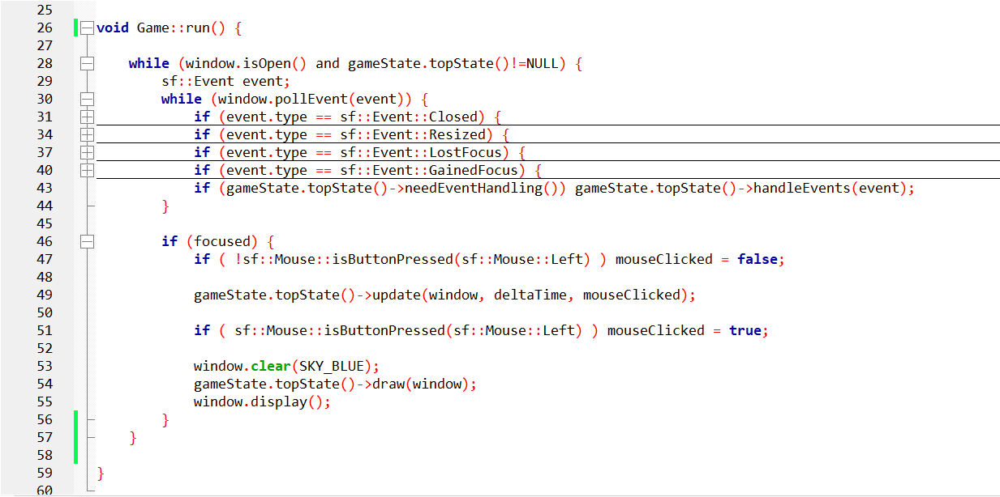 25
26 void Game::run() {
27
28 while (window.isOpen() and gameState.topState()!=NULL) {
29 sf::Event event;
30 while (window.pollEvent(event)) {
31 if (event.type == sf::Event::Closed) {
34 if (event.type == sf::Event::Resized) {
37 if (event.type == sf::Event::LostFocus) {
40 if (event.type == sf::Event::GainedFocus) {
43 if (gameState.topState()->needEventHandling()) gameState.topState()->handleEvents(event);
44 }
45
46 if (focused) {
47 if ( !sf::Mouse::isButtonPressed(sf::Mouse::Left) ) mouseClicked = false;
48
49 gameState.topState()->update(window, deltaTime, mouseClicked);
50
51 if ( sf::Mouse::isButtonPressed(sf::Mouse::Left) ) mouseClicked = true;
52
53 window.clear(SKY_BLUE);
54 gameState.topState()->draw(window);
55 window.display();
56 }
57 }
58
59 }
60